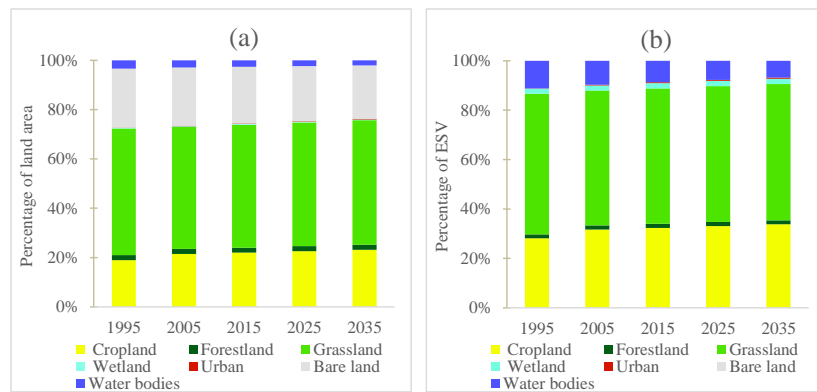 (a)
Percentage of land area
100%
80%
60%
40%
20%
0%
1995 2005 2015 2025 2035
Cropland Forestland Grassland
Wetland Urban Bare land
Water bodies
(b)
Percentage of ESV
100%
80%
60%
40%
20%
0%
1995 2005 2015 2025 2035
Cropland Forestland Grassland
Wetland Urban Bare land
Water bodies